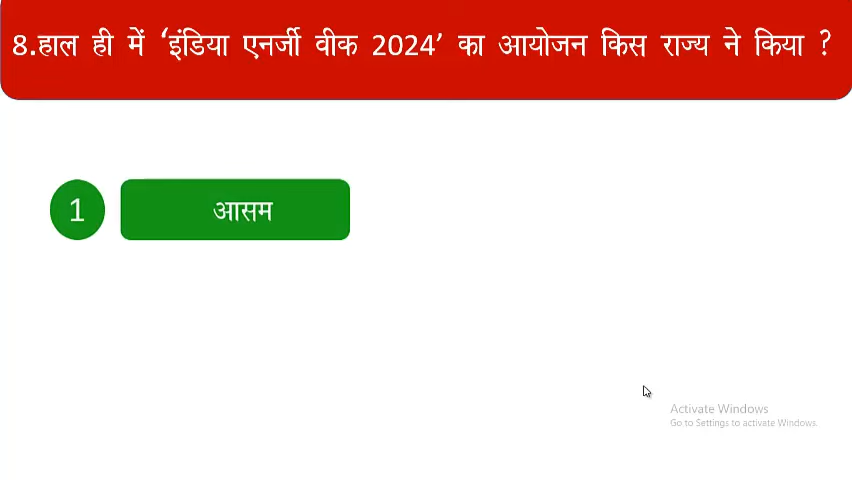 8.हाल ही में ‘इंडिया एनर्जी वीक 2024’ का आयोजन किस राज्य ने किया ?
1
आसम
Activate Windows
Go to Settings to activate Windows.